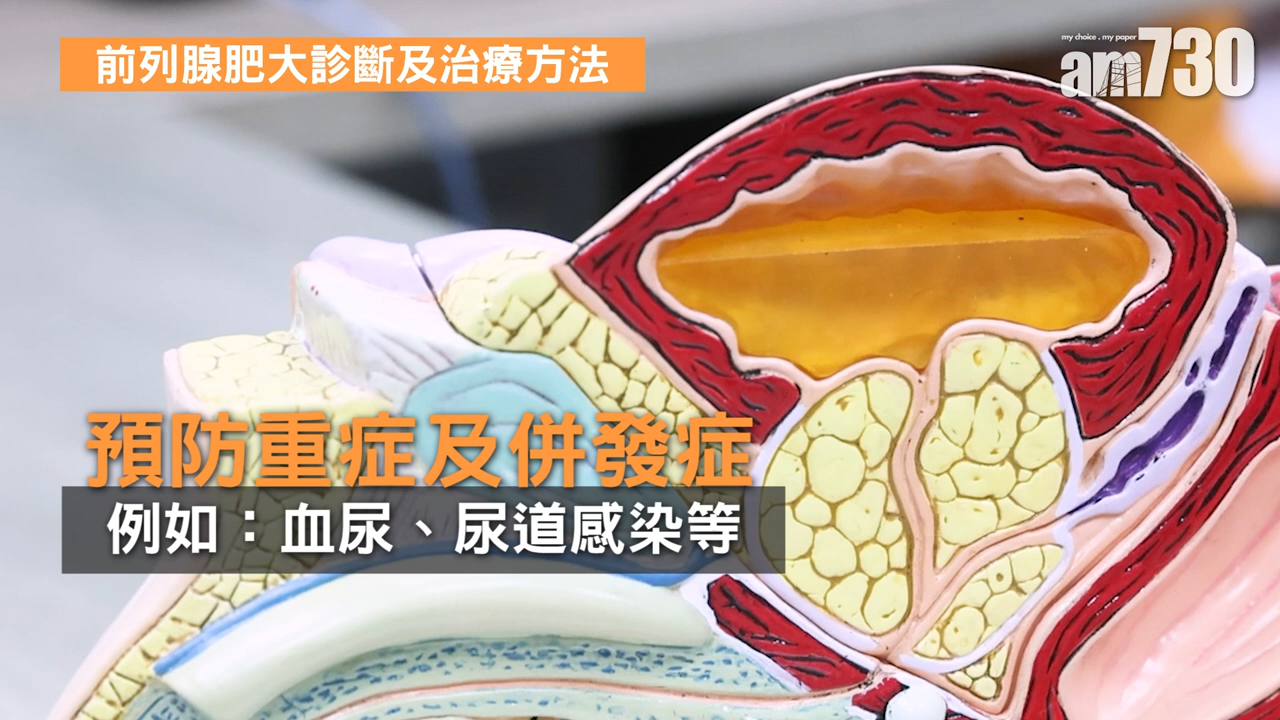 前列腺肥大診斷及治療方法
my choice . my paper
am730
預防重症及併發症
例如：血尿、尿道感染等